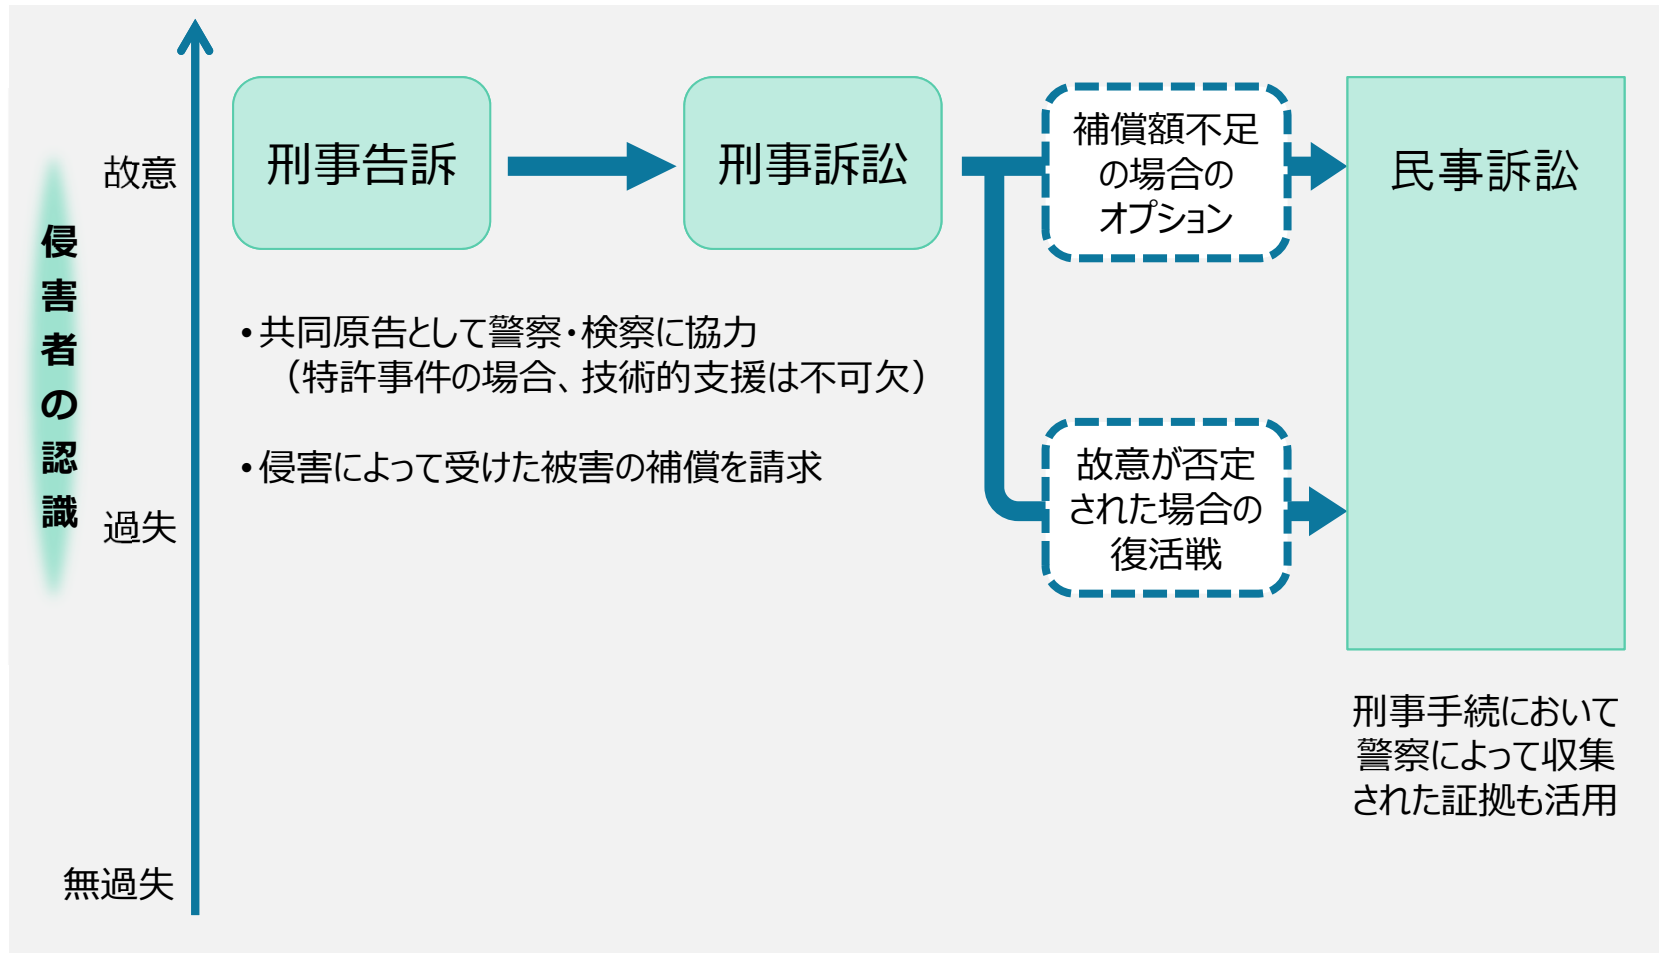 侵害者の認識
故意
過失
無過失
刑事告訴
刑事訴訟
補償額不足
の場合の
オプション
民事訴訟
•共同原告として警察・検察に協力
（特許事件の場合、技術的支援は不可欠）
•侵害によって受けた被害の補償を請求
故意が否定
された場合の
復活戦
刑事手続において
警察によって収集
された証拠も活用